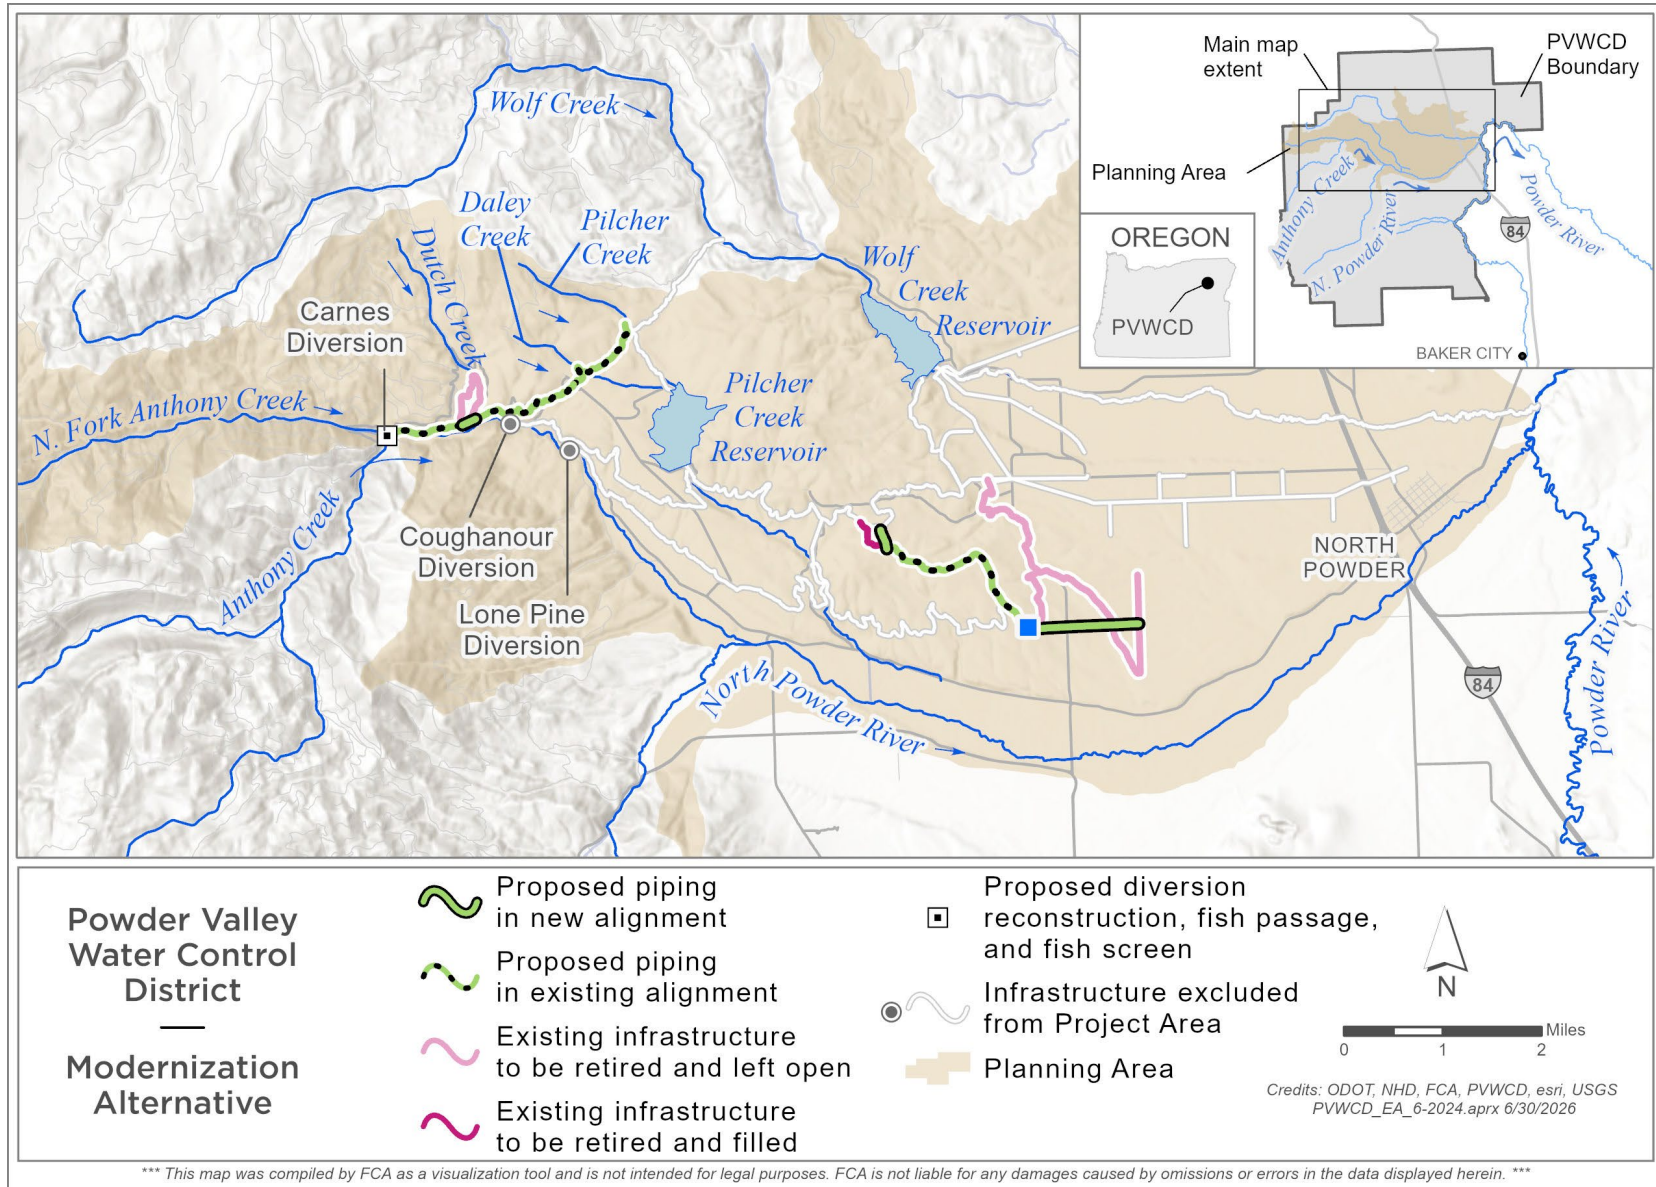 Wolf Creek
Daley
Creek
Pilcher
Creek
Dutch Creek
Carnes
Diversion
N. Fork Anthony Creek
Anthony Creek
Coughanour
Diversion
Lone Pine
Diversion
Wolf
Creek
Reservoir
Pilcher
Creek
Reservoir
North Powder River
NORTH
POWDER
84
Powder River
Main map
extent
PVWCD
Boundary
Planning Area
Anthony Creek
N. Powder River
Powder River
84
BAKER CITY
OREGON
PVWCD
Powder Valley
Water Control
District
Modernization
Alternative
Proposed piping
in new alignment
Proposed piping
in existing alignment
Existing infrastructure
to be retired and left open
Existing infrastructure
to be retired and filled
Proposed diversion
reconstruction, fish passage,
and fish screen
Infrastructure excluded
from Project Area
Planning Area
N
Miles
0 1 2
Credits: ODOT, NHD, FCA, PVWCD, esri, USGS
PVWCD_EA_6-2024.aprx 6/30/2026
*** This map was compiled by FCA as a visualization tool and is not intended for legal purposes. FCA is not liable for any damages caused by omissions or errors in the data displayed herein. ***